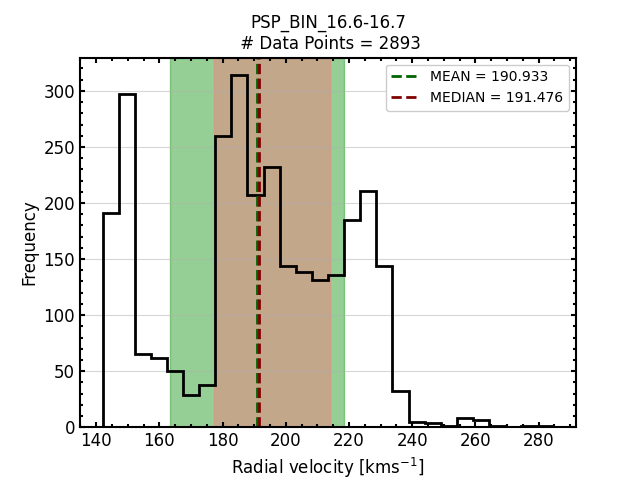 PSP_BIN_16.6-16.7
# Data Points = 2893
MEAN = 190.933
MEDIAN = 191.476
Frequency
300
250
200
150
100
50
0
140 160 180 200 220 240 260 280
Radial velocity [kms⁻¹]